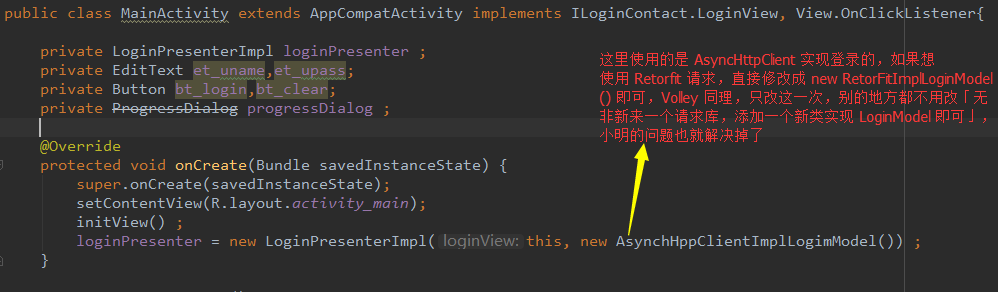 public class MainActivity extends AppCompatActivity implements ILoginContact.LoginView, View.OnClickListener{
private LoginPresenterImpl loginPresenter ;
private EditText et_uname,et_upass;
private Button bt_login,bt_clear;
private ProgressDialog progressDialog ;
这里使用的是 AsyncHttpClient 实现登录的，如果想
使用 Retorfit 请求，直接修改成 new RetorFitImplLoginModel
() 即可，Volley 同理，只改这一次，别的地方都不用改「无
非新来一个请求库，添加一个新类实现 LoginModel 即可」，
小明的问题也就解决掉了
@Override
protected void onCreate(Bundle savedInstanceState) {
super.onCreate(savedInstanceState);
setContentView(R.layout.activity_main);
initView() ;
loginPresenter = new LoginPresenterImpl( loginView: this, new AsynchHppClientImplLogimModel()) ;
}